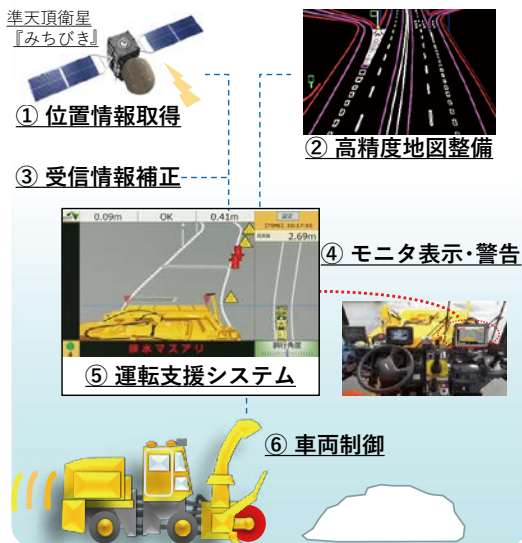 準天頂衛星
『みちびき』
① 位置情報取得
② 高精度地図整備
③ 受信情報補正
0.09m OK 0.41m
2.69m
④ モニタ表示・警告
排水マスアリ
⑤ 運転支援システム
⑥ 車両制御